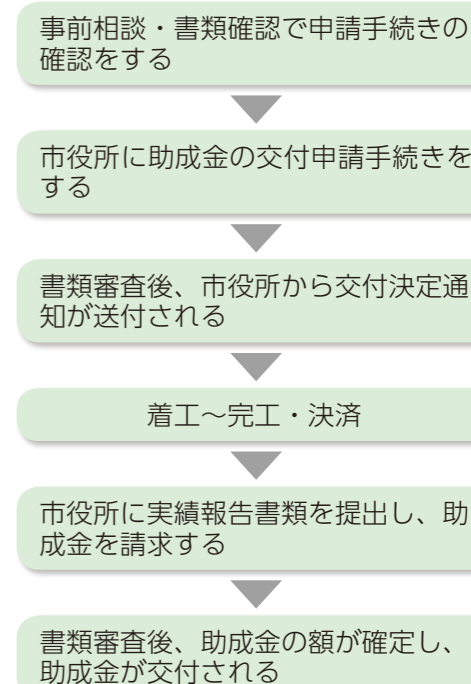 事前相談・書類確認で申請手続きの
確認をする
市役所に助成金の交付申請手続きを
する
書類審査後、市役所から交付決定通
知が送付される
着工～完工・決済
市役所に実績報告書類を提出し、助
成金を請求する
書類審査後、助成金の額が確定し、
助成金が交付される